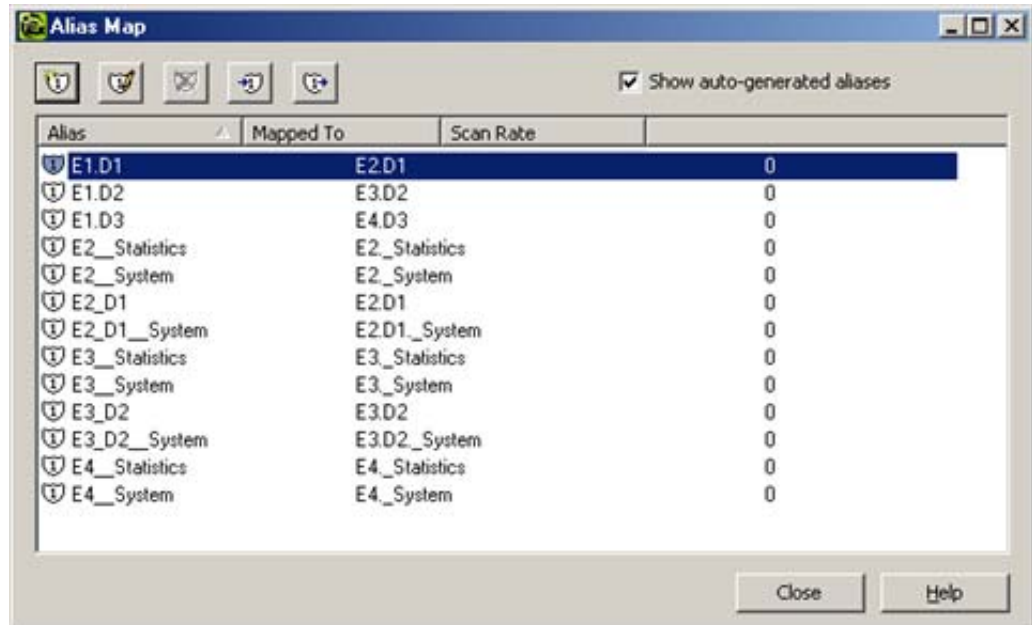 Alias Map
Show auto-generated aliases
Alias Mapped To Scan Rate
E1.D1 E2.D1 0
E1.D2 E3.D2 0
E1.D3 E4.D3 0
E2__Statistics E2._Statistics 0
E2__System E2._System 0
E2_D1 E2.D1 0
E2_D1__System E2.D1._System 0
E3__Statistics E3._Statistics 0
E3__System E3._System 0
E3_D2 E3.D2 0
E3_D2__System E3.D2._System 0
E4__Statistics E4._Statistics 0
E4__System E4._System 0
Close Help